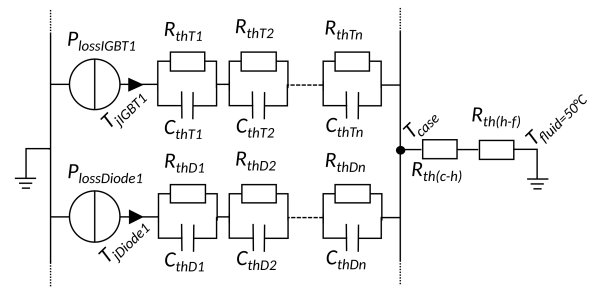 PlossIGBT1
TjIGBT1
RthT1
RthT2
RthTn
CthT1
CthT2
CthTn
PlossDiode1
TjDiode1
RthD1
RthD2
RthDn
CthD1
CthD2
CthDn
Tcase
Rth(c-h)
Rth(h-f)
Tfluid=50°C